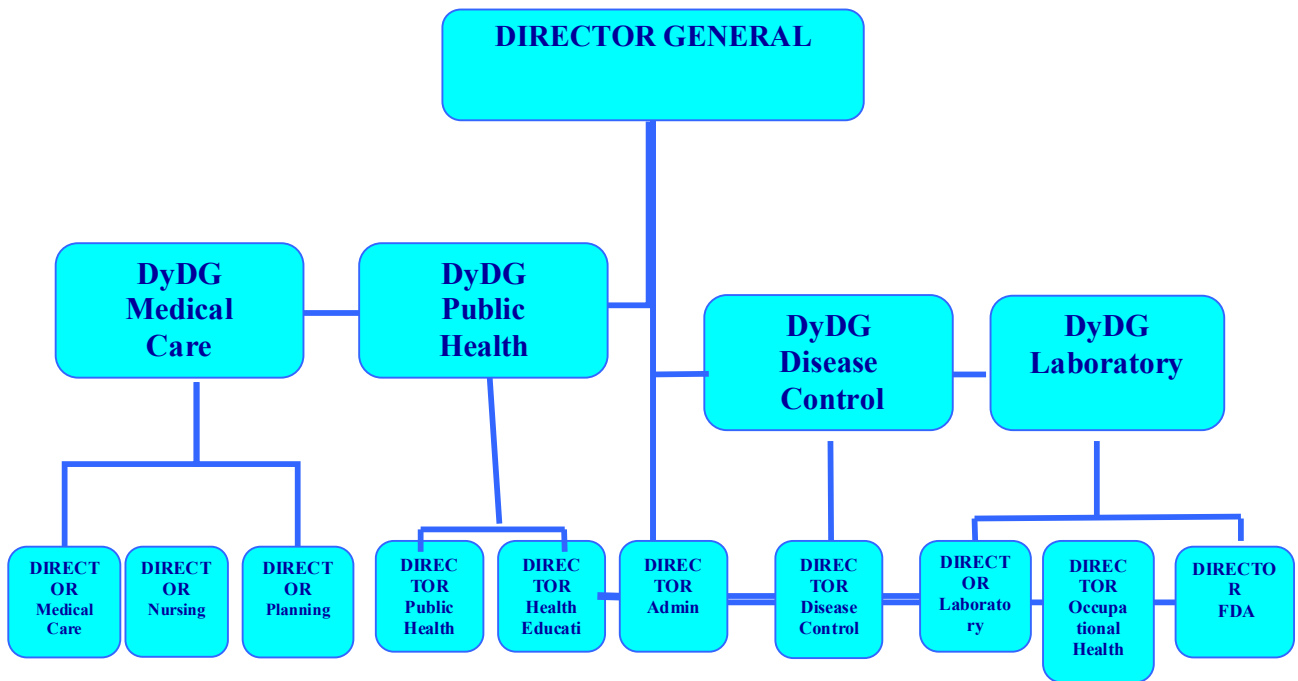 DIRECTOR GENERAL
DyDG
Medical
Care
DyDG
Public
Health
DyDG
Disease
Control
DyDG
Laboratory
DIRECT
OR
Medical
Care
DIRECT
OR
Nursing
DIRECT
OR
Planning
DIREC
TOR
Public
Health
DIREC
TOR
Health
Educati
DIREC
TOR
Admin
DIREC
TOR
Disease
Control
DIRECT
OR
Laborato
ry
DIREC
TOR
Occupa
tional
Health
DIRECTO
R
FDA